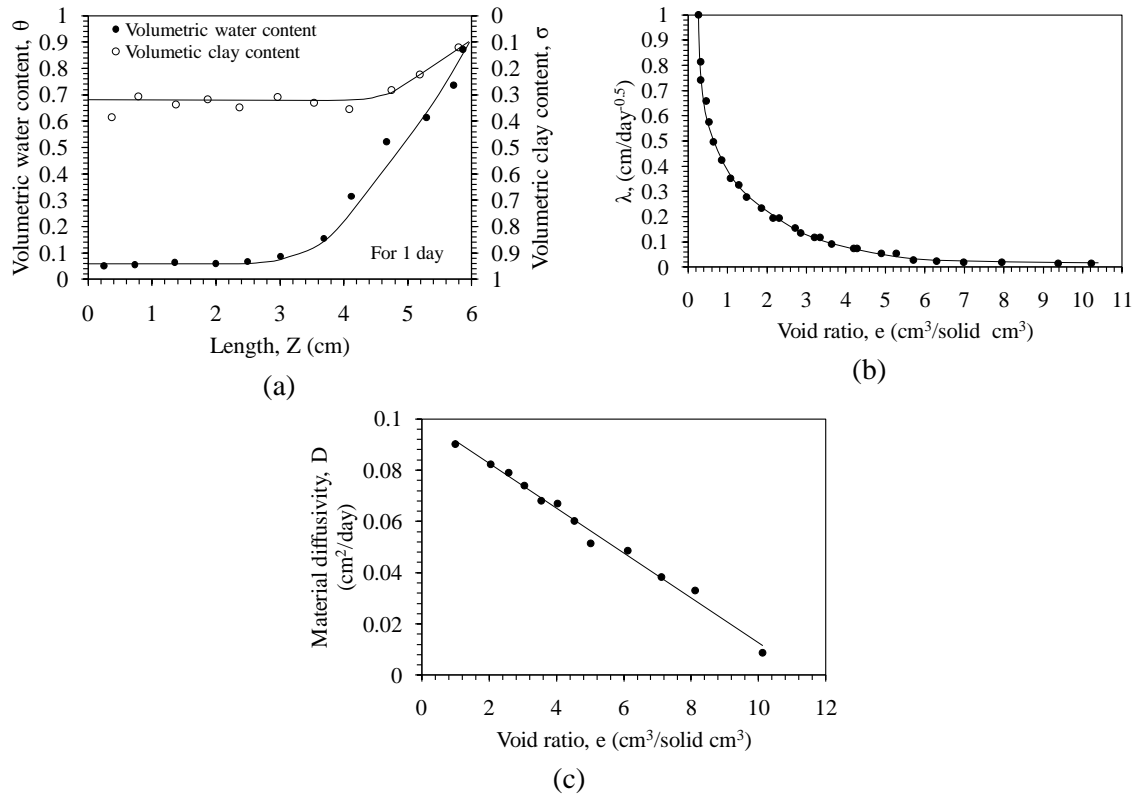 Volumetric water content, θ
1
0.9
0.8
0.7
0.6
0.5
0.4
0.3
0.2
0.1
0
Volumetric water content
Volumetic clay content
For 1 day
0
0.1
0.2
0.3
0.4
0.5
0.6
0.7
0.8
0.9
1
Volumetric clay content, σ
0 1 2 3 4 5 6
Length, Z (cm)
(a)
λ, (cm/day-0.5)
1
0.9
0.8
0.7
0.6
0.5
0.4
0.3
0.2
0.1
0
0 1 2 3 4 5 6 7 8 9 10 11
Void ratio, e (cm3/solid cm3)
(b)
Material diffusivity, D
(cm2/day)
0.1
0.08
0.06
0.04
0.02
0
0 2 4 6 8 10 12
Void ratio, e (cm3/solid cm3)
(c)